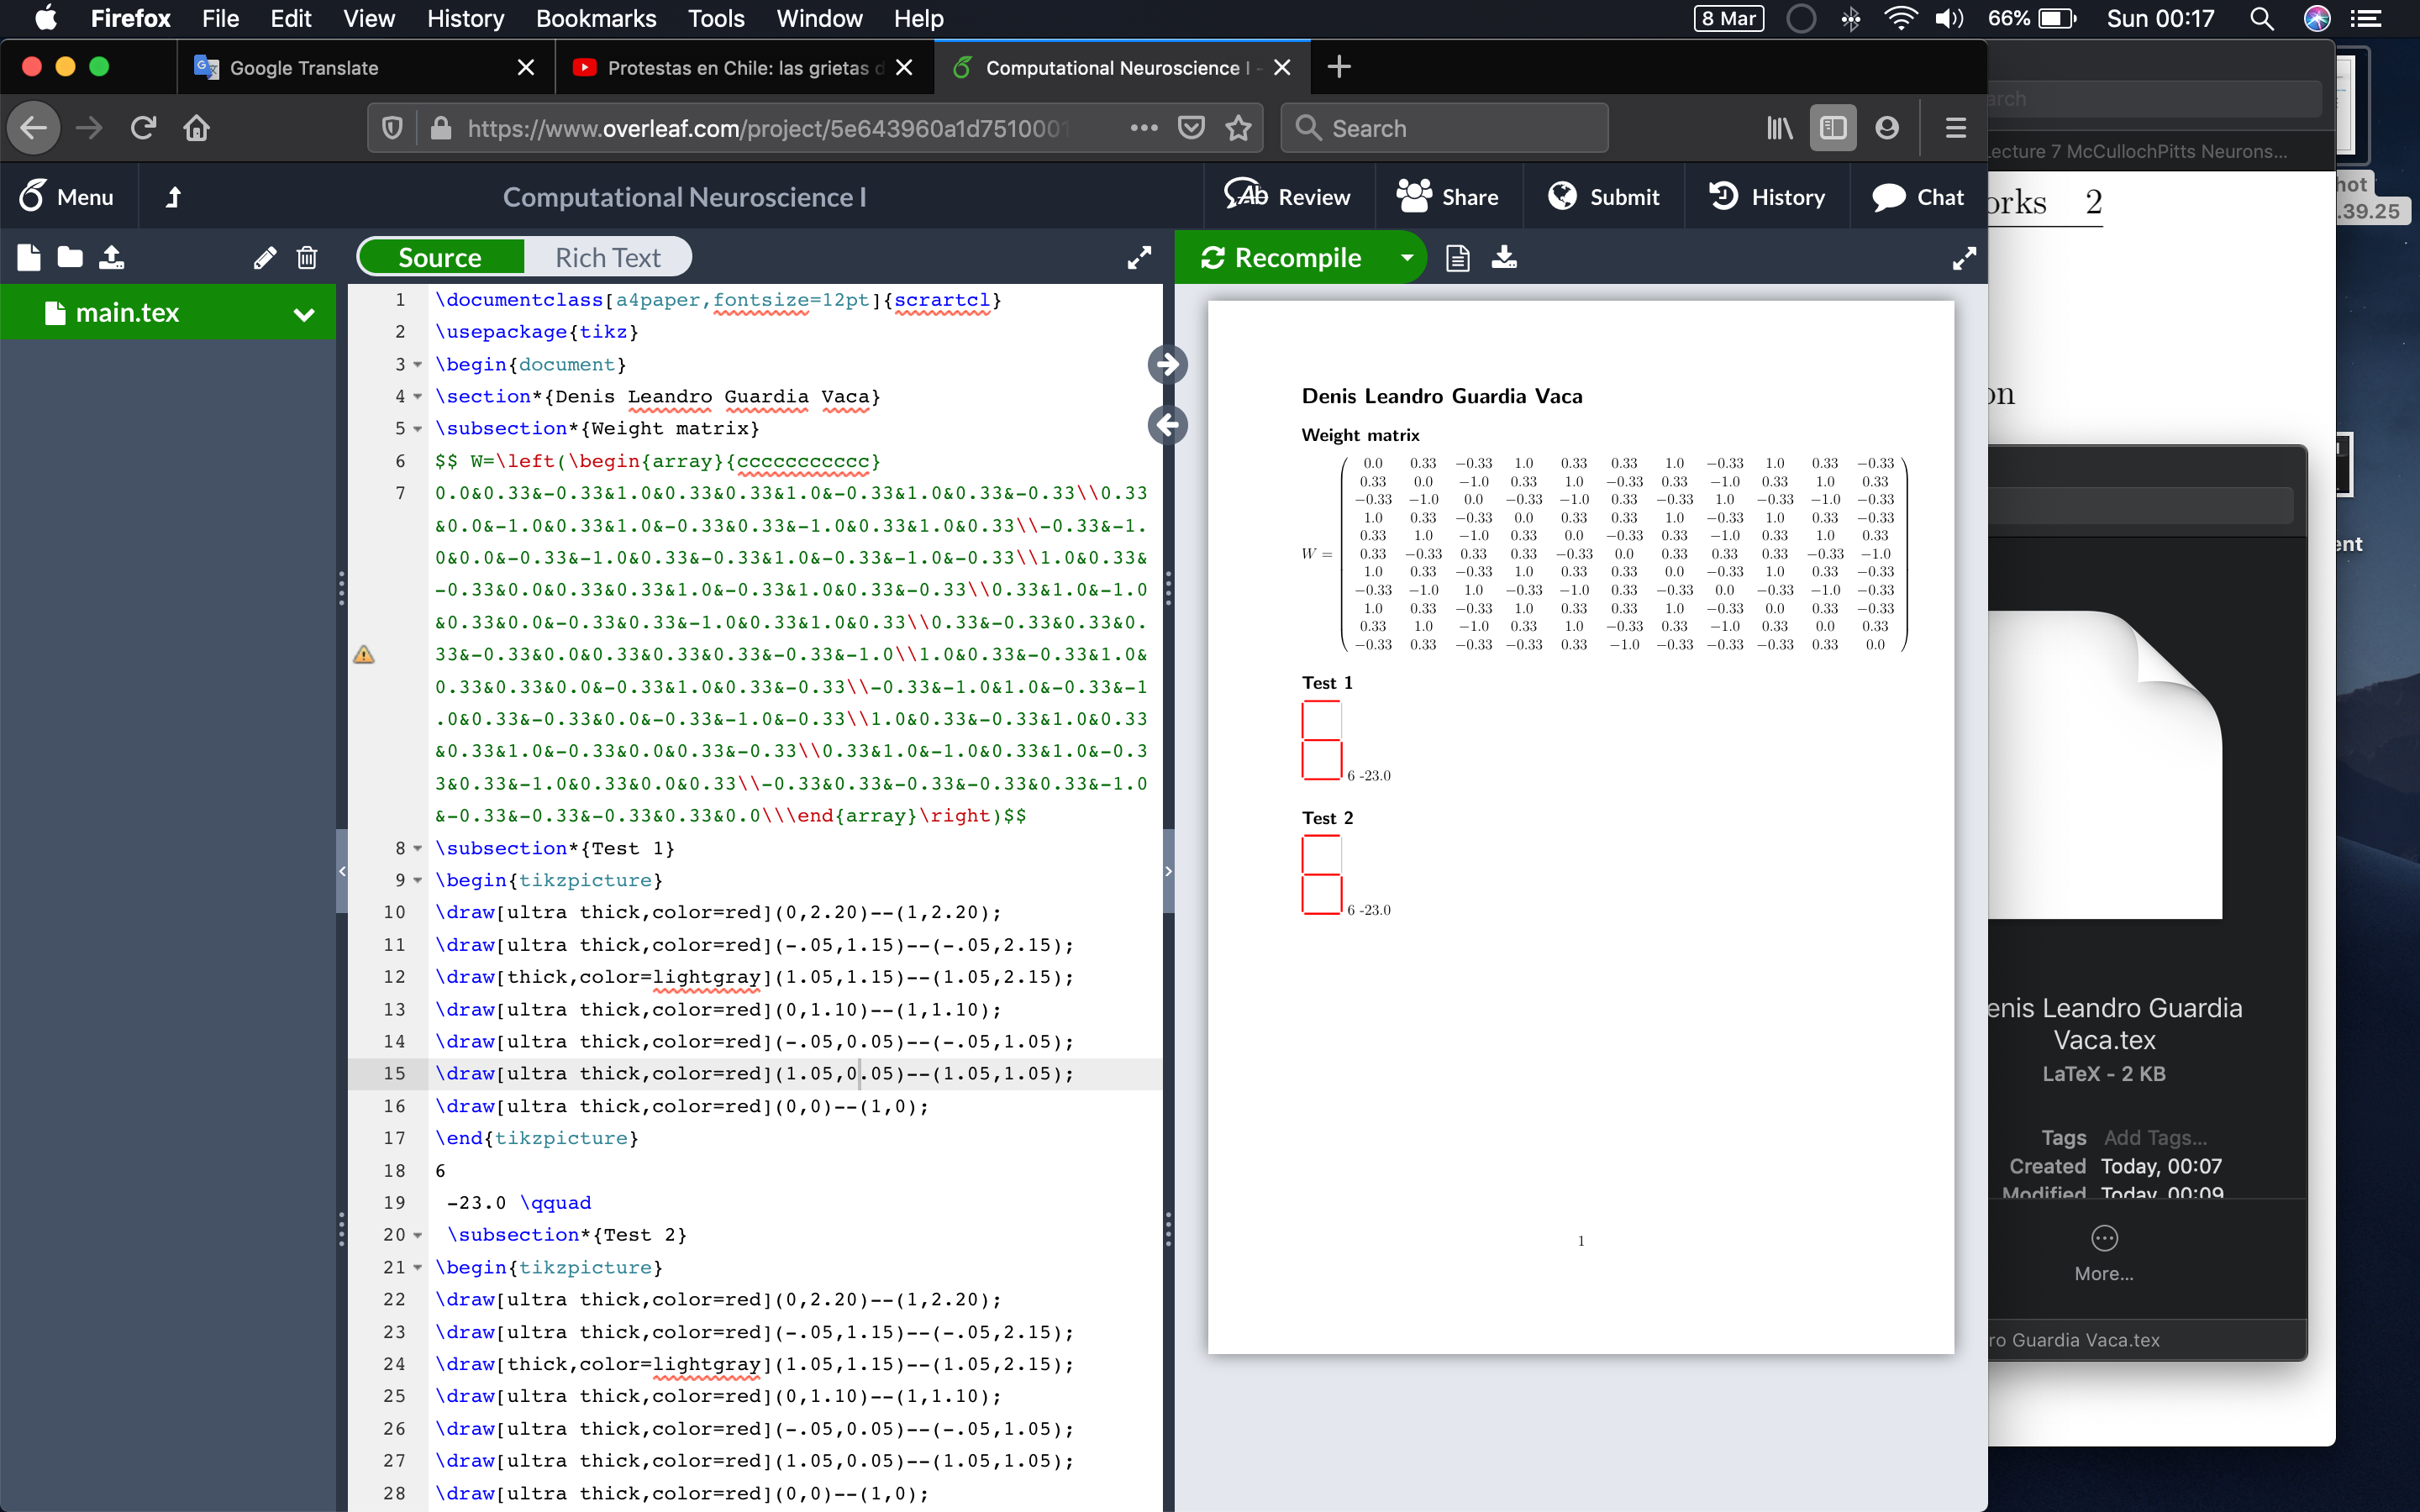 Firefox File Edit View History Bookmarks Tools Window Help 8 Mar 66% Sun 00:17
Google Translate
Protestas en Chile: las grietas d
Computational Neuroscience I -
https://www.overleaf.com/project/5e643960a1d7510001
Search
arch
Lecture 7 McCullochPitts Neurons...
Menu
Computational Neuroscience I
Review Share Submit History Chat
orks 2
hot
.39.25
Source Rich Text
Recompile
main.tex
1 \documentclass[a4paper,fontsize=12pt]{scrartcl}
2 \usepackage{tikz}
3 \begin{document}
4 \section*{Denis Leandro Guardia Vaca}
5 \subsection*{Weight matrix}
6 $$ W=\left(\begin{array}{ccccccccccc}
7 0.0&0.33&-0.33&1.0&0.33&0.33&1.0&-0.33&1.0&0.33&-0.33\\0.33
&0.0&-1.0&0.33&1.0&-0.33&0.33&-1.0&0.33&1.0&0.33\\-0.33&-1.
0&0.0&-0.33&-1.0&0.33&-0.33&1.0&-0.33&-1.0&-0.33\\1.0&0.33&
-0.33&0.0&0.33&0.33&1.0&-0.33&1.0&0.33&-0.33\\0.33&1.0&-1.0
&0.33&0.0&-0.33&0.33&-1.0&0.33&1.0&0.33\\0.33&-0.33&0.33&0.
33&-0.33&0.0&0.33&0.33&0.33&-0.33&-1.0\\1.0&0.33&-0.33&1.0&
0.33&0.33&0.0&-0.33&1.0&0.33&-0.33\\-0.33&-1.0&1.0&-0.33&-1
.0&0.33&-0.33&0.0&-0.33&-1.0&-0.33\\1.0&0.33&-0.33&1.0&0.33
&0.33&1.0&-0.33&0.0&0.33&-0.33\\0.33&1.0&-1.0&0.33&1.0&-0.3
3&0.33&-1.0&0.33&0.0&0.33\\-0.33&0.33&-0.33&-0.33&0.33&-1.0
&-0.33&-0.33&-0.33&0.33&0.0\\\end{array}\right)$$
8 \subsection*{Test 1}
9 \begin{tikzpicture}
10 \draw[ultra thick,color=red](0,2.20)--(1,2.20);
11 \draw[ultra thick,color=red](-.05,1.15)--(-.05,2.15);
12 \draw[thick,color=lightgray](1.05,1.15)--(1.05,2.15);
13 \draw[ultra thick,color=red](0,1.10)--(1,1.10);
14 \draw[ultra thick,color=red](-.05,0.05)--(-.05,1.05);
15 \draw[ultra thick,color=red](1.05,0.05)--(1.05,1.05);
16 \draw[ultra thick,color=red](0,0)--(1,0);
17 \end{tikzpicture}
18 6
19 -23.0 \qquad
20 \subsection*{Test 2}
21 \begin{tikzpicture}
22 \draw[ultra thick,color=red](0,2.20)--(1,2.20);
23 \draw[ultra thick,color=red](-.05,1.15)--(-.05,2.15);
24 \draw[thick,color=lightgray](1.05,1.15)--(1.05,2.15);
25 \draw[ultra thick,color=red](0,1.10)--(1,1.10);
26 \draw[ultra thick,color=red](-.05,0.05)--(-.05,1.05);
27 \draw[ultra thick,color=red](1.05,0.05)--(1.05,1.05);
28 \draw[ultra thick,color=red](0,0)--(1,0);
Denis Leandro Guardia Vaca
Weight matrix
0.0 0.33 −0.33 1.0 0.33 0.33 1.0 −0.33 1.0 0.33 −0.33
0.33 0.0 −1.0 0.33 1.0 −0.33 0.33 −1.0 0.33 1.0 0.33
−0.33 −1.0 0.0 −0.33 −1.0 0.33 −0.33 1.0 −0.33 −1.0 −0.33
1.0 0.33 −0.33 0.0 0.33 0.33 1.0 −0.33 1.0 0.33 −0.33
0.33 1.0 −1.0 0.33 0.0 −0.33 0.33 −1.0 0.33 1.0 0.33
W = 0.33 −0.33 0.33 0.33 −0.33 0.0 0.33 0.33 0.33 −0.33 −1.0
1.0 0.33 −0.33 1.0 0.33 0.33 0.0 −0.33 1.0 0.33 −0.33
−0.33 −1.0 1.0 −0.33 −1.0 0.33 −0.33 0.0 −0.33 −1.0 −0.33
1.0 0.33 −0.33 1.0 0.33 0.33 1.0 −0.33 0.0 0.33 −0.33
0.33 1.0 −1.0 0.33 1.0 −0.33 0.33 −1.0 0.33 0.0 0.33
−0.33 0.33 −0.33 −0.33 0.33 −1.0 −0.33 −0.33 −0.33 0.33 0.0
Test 1
6 -23.0
Test 2
6 -23.0
1
on
ent
enis Leandro Guardia
Vaca.tex
LaTeX - 2 KB
Tags Add Tags...
Created Today, 00:07
Modified Today, 00:09
More...
ro Guardia Vaca.tex